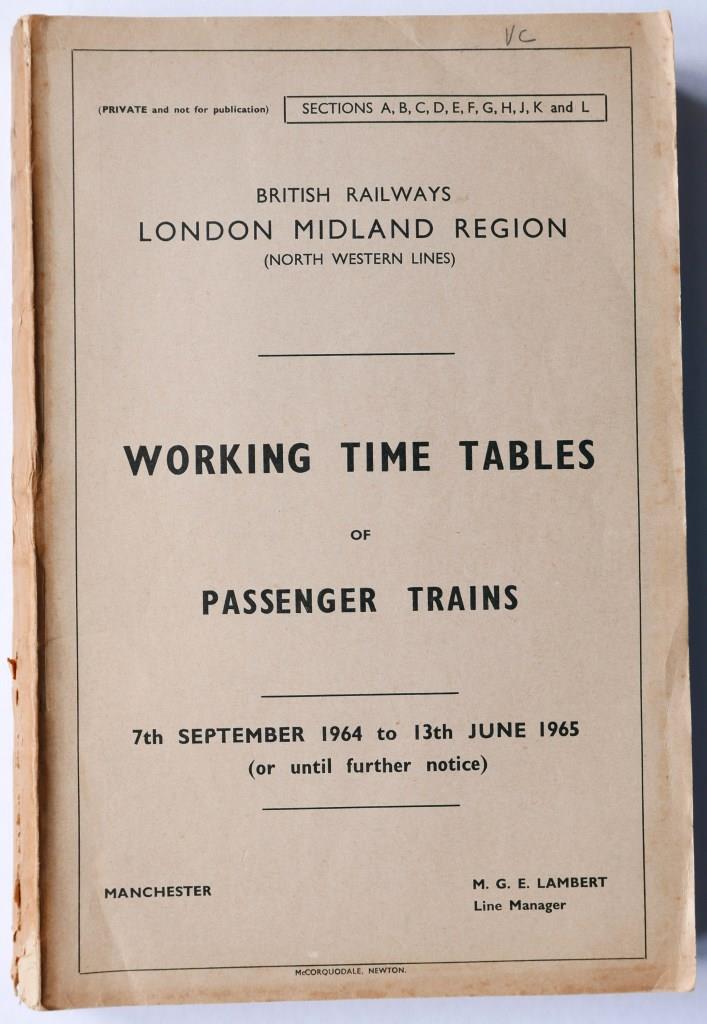 VC
(PRIVATE and not for publication) SECTIONS A, B, C, D, E, F, G, H, J, K and L
BRITISH RAILWAYS
LONDON MIDLAND REGION
(NORTH WESTERN LINES)
WORKING TIME TABLES
OF
PASSENGER TRAINS
7th SEPTEMBER 1964 to 13th JUNE 1965
(or until further notice)
MANCHESTER
M. G. E. LAMBERT
Line Manager
McCORQUODALE, NEWTON.